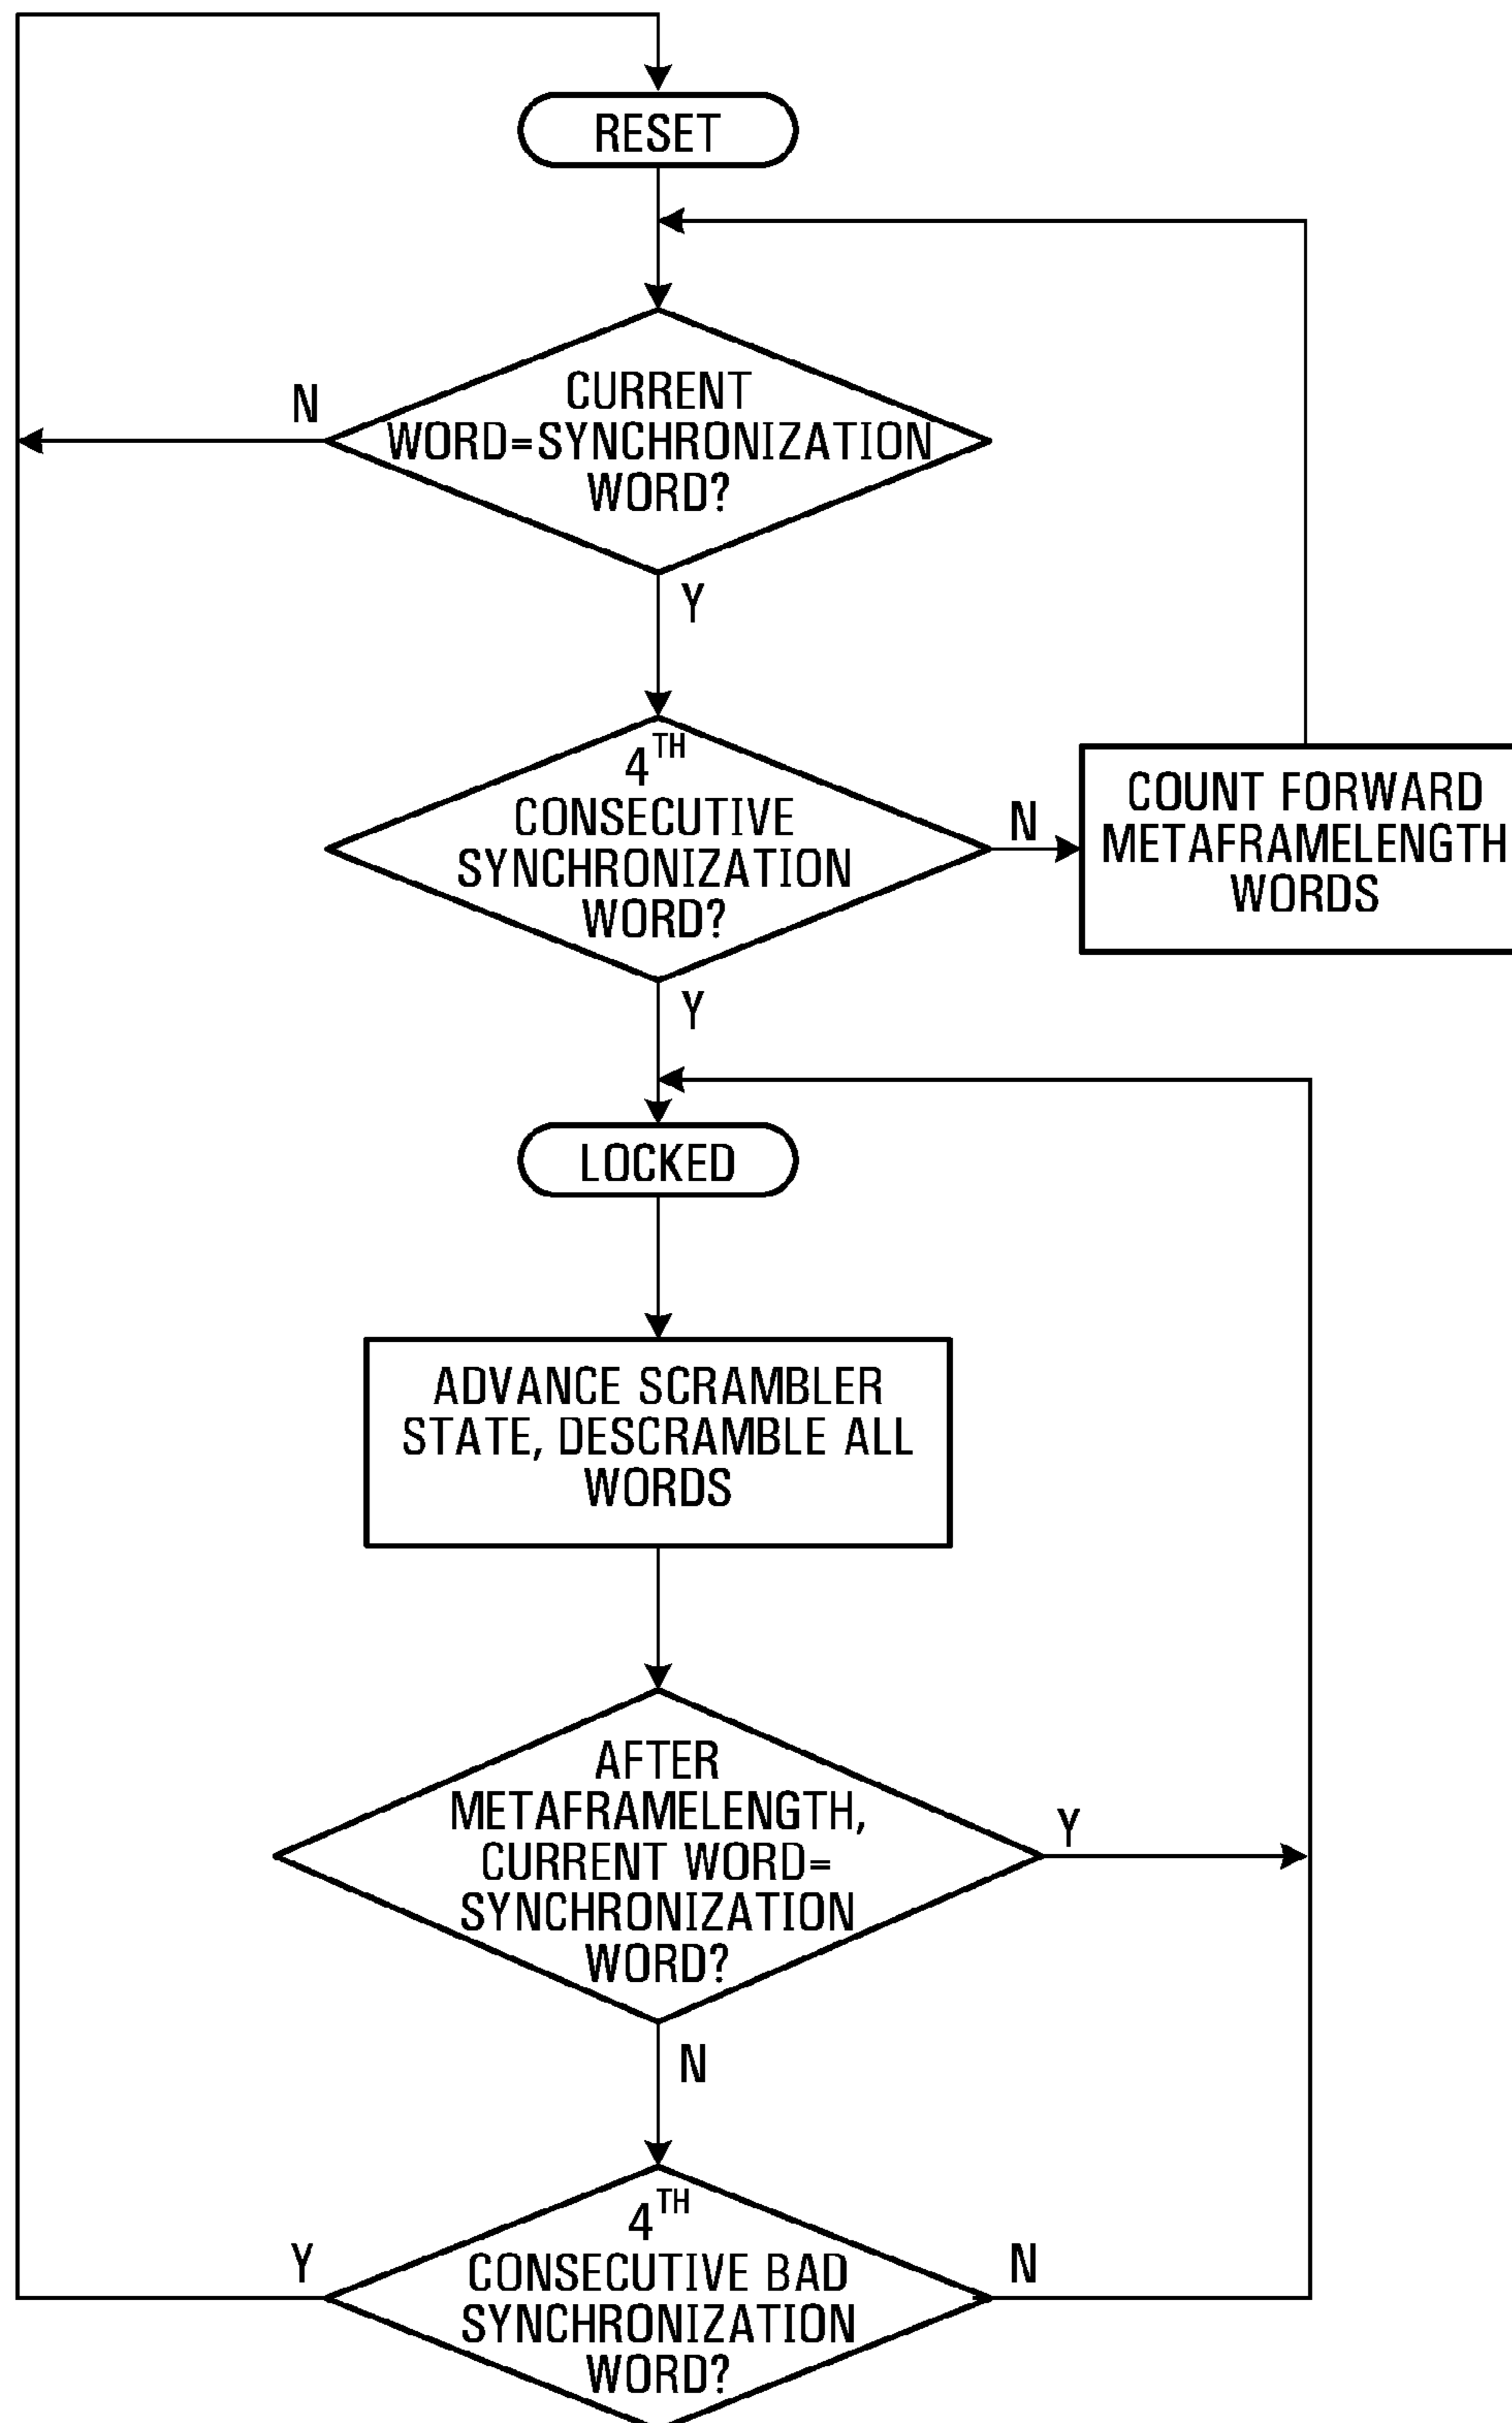 RESET
N
CURRENT
WORD=SYNCHRONIZATION
WORD?
Y
4TH
CONSECUTIVE
SYNCHRONIZATION
WORD?
N
COUNT FORWARD
METAFRAMELENGTH
WORDS
Y
LOCKED
ADVANCE SCRAMBLER
STATE, DESCRAMBLE ALL
WORDS
AFTER
METAFRAMELENGTH,
CURRENT WORD=
SYNCHRONIZATION
WORD?
Y
N
Y
4TH
CONSECUTIVE BAD
SYNCHRONIZATION
WORD?
N